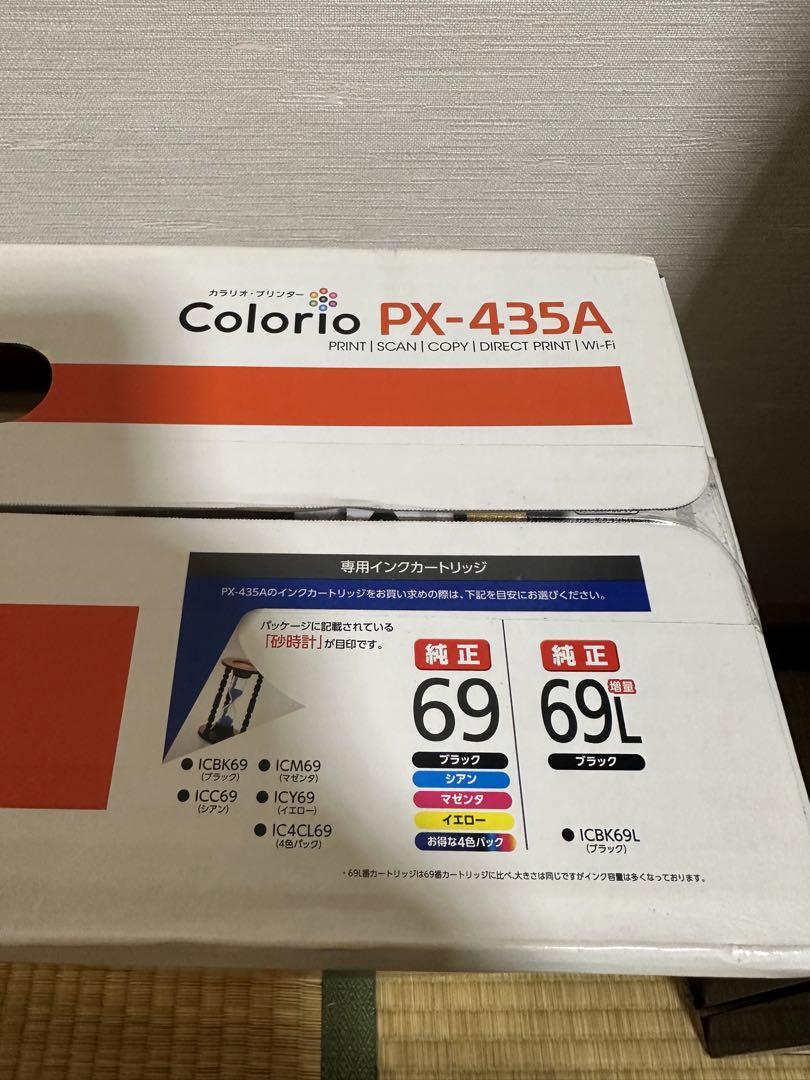 カラリオ・プリンター
Colorio PX-435A
PRINT | SCAN | COPY | DIRECT PRINT | Wi-Fi
専用インクカートリッジ
PX-435Aのインクカートリッジをお買い求めの際は、下記を目安にお選びください。
パッケージに記載されている
「砂時計」が目印です。
純正
69
ブラック
シアン
マゼンタ
イエロー
お得な4色パック
純正
69L 増量
ブラック
● ICBK69
(ブラック)
● ICM69
(マゼンタ)
● ICC69
(シアン)
● ICY69
(イエロー)
● IC4CL69
(4色パック)
● ICBK69L
(ブラック)
・69L番カートリッジは69番カートリッジに比べ、大きさは同じですがインク容量は多くなっております。